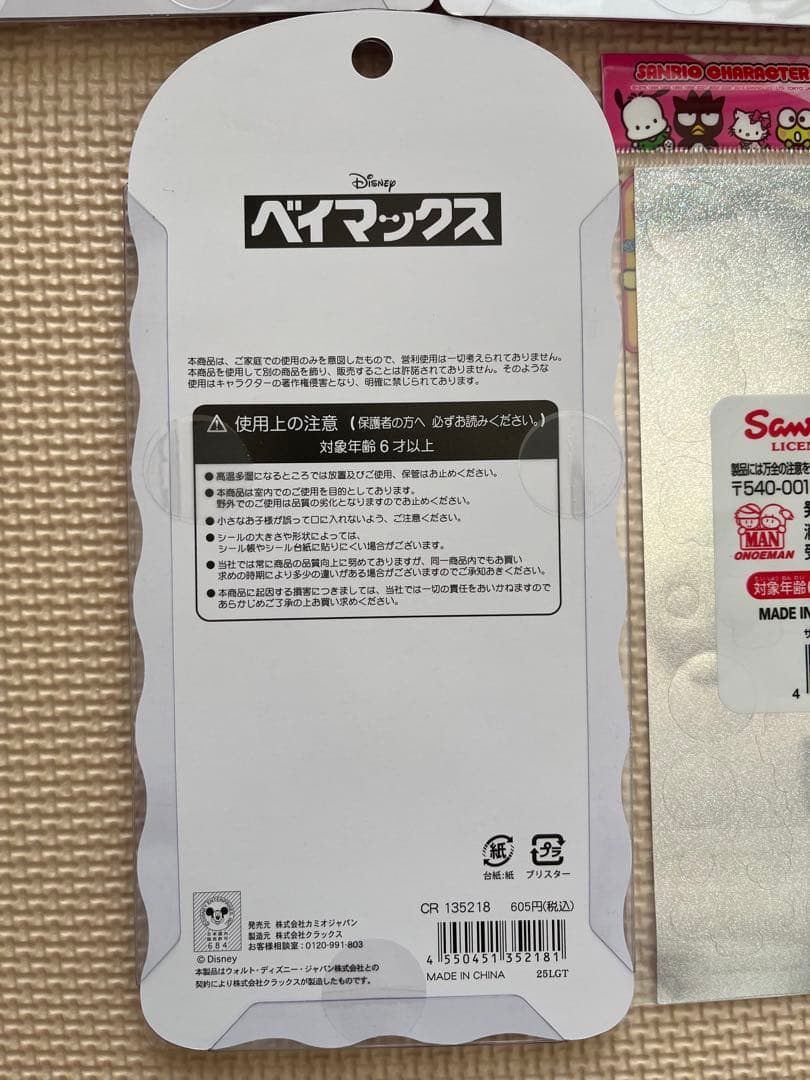 Disney
ベイマックス
本商品は、ご家庭での使用のみを意図したもので、営利使用は一切考えられておりません。
本商品を使用して別の商品を飾り、販売することは許諾されておりません。そのような
使用はキャラクターの著作権侵害となり、明確に禁じられております。
使用上の注意 (保護者の方へ 必ずお読みください。)
対象年齢6才以上
●高温多湿になるところでは放置及びご使用、保管はお止めください。
●本商品は室内でのご使用を目的としております。
野外でのご使用は品質の劣化となりますのでお止めください。
●小さなお子様が誤って口に入れないよう、ご注意ください。
●シールの大きさや形状によっては、
シール帳やシール台紙に貼りにくい場合がございます。
●当社では常に商品の品質向上に努めておりますが、同一商品内でもお買い
求めの時期により多少の違いがある場合がございますのでご承知おきください。
●本商品に起因する損害につきましては、当社では一切の責任をおいかねますので
あらかじめご了承の上お買い求めください。
紙
プラ
台紙:紙
ブリスター
CR 135218 605円(税込)
4 550451 352181
MADE IN CHINA 25LGT
684
発売元 株式会社カミオジャパン
製造元 株式会社クラックス
お客様相談室:0120-991-803
© Disney
本製品はウォルト・ディズニー・ジャパン株式会社との
契約により株式会社クラックスが製造したものです。
SANRIO CHARACTER
LICEN
製品には万全の注意を
〒540-001
MAN
ONOEMAN
対象年齢
MADE IN
4